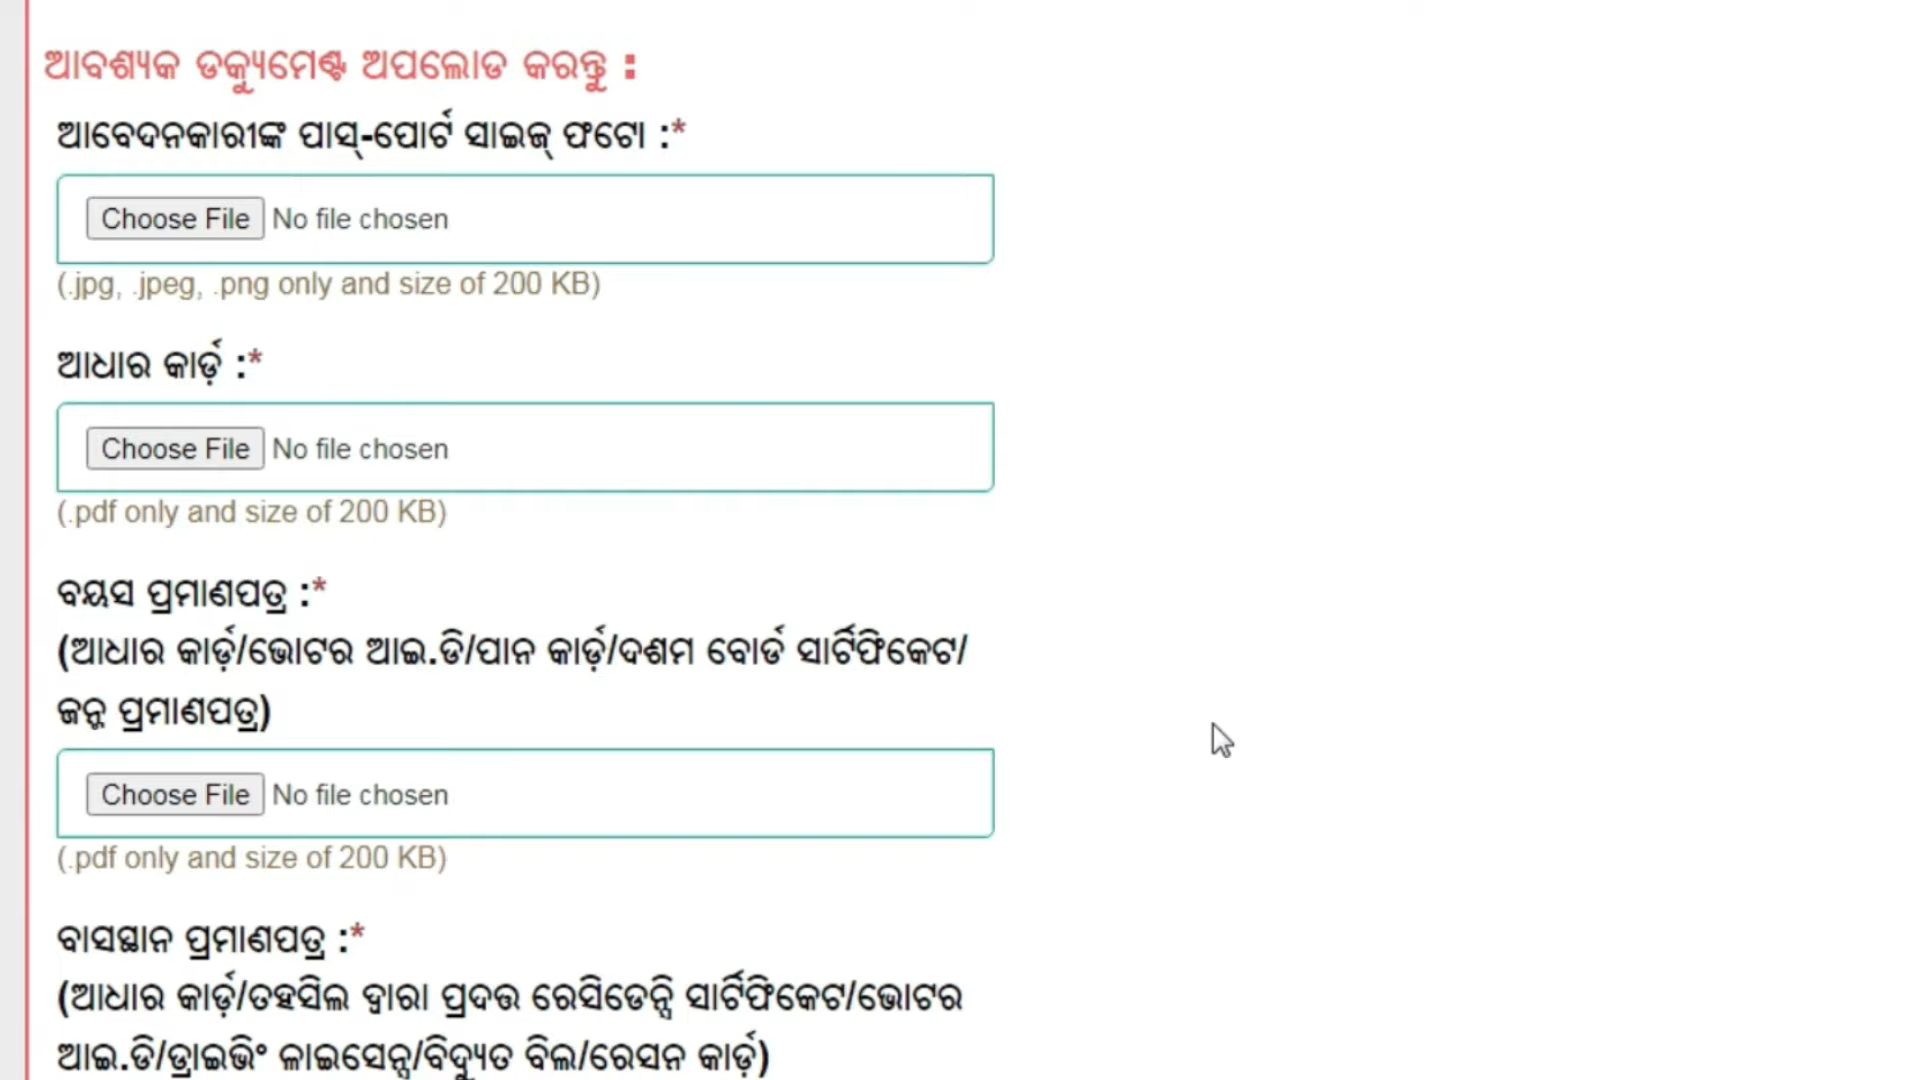 ଆବଶ୍ୟକ ଡକ୍ୟୁମେଣ୍ଟ ଅପଲୋଡ କରନ୍ତୁ :
ଆବେଦନକାରୀଙ୍କ ପାସ୍-ପୋର୍ଟ ସାଇଜ୍ ଫଟୋ :*
Choose File No file chosen
(.jpg, .jpeg, .png only and size of 200 KB)
ଆଧାର କାର୍ଡ଼ :*
Choose File No file chosen
(.pdf only and size of 200 KB)
ବୟସ ପ୍ରମାଣପତ୍ର :*
(ଆଧାର କାର୍ଡ଼/ଭୋଟର ଆଇ.ଡି/ପାନ କାର୍ଡ଼/ଦଶମ ବୋର୍ଡ ସାର୍ଟିଫିକେଟ/
ଜନ୍ମ ପ୍ରମାଣପତ୍ର)
Choose File No file chosen
(.pdf only and size of 200 KB)
ବାସସ୍ଥାନ ପ୍ରମାଣପତ୍ର :*
(ଆଧାର କାର୍ଡ଼/ତହସିଲ ଦ୍ୱାରା ପ୍ରଦତ୍ତ ରେସିଡେନ୍ସି ସାର୍ଟିଫିକେଟ/ଭୋଟର
ଆଇ.ଡି/ଡ୍ରାଇଭିଂ ଲାଇସେନ୍ସ/ବିଦ୍ୟୁତ ବିଲ/ରେସନ କାର୍ଡ଼)